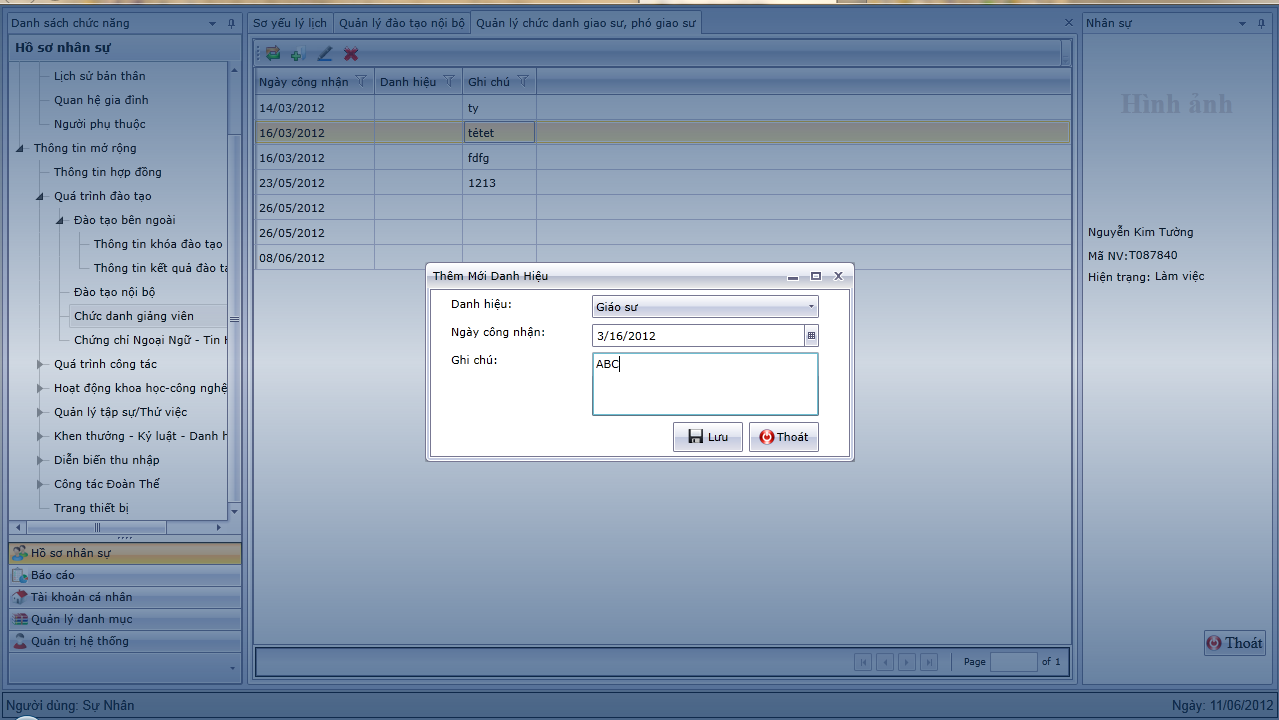 Danh sách chức năng
Hồ sơ nhân sự
Lịch sử bản thân
Quan hệ gia đình
Người phụ thuộc
Thông tin mở rộng
Thông tin hợp đồng
Quá trình đào tạo
Đào tạo bên ngoài
Thông tin khóa đào tạo
Thông tin kết quả đào tạ
Đào tạo nội bộ
Chức danh giảng viên
Chứng chỉ Ngoại Ngữ - Tin H
Quá trình công tác
Hoạt động khoa học-công nghệ
Quản lý tập sự/Thử việc
Khen thưởng - Kỷ luật - Danh h
Diễn biến thu nhập
Công tác Đoàn Thể
Trang thiết bị
Hồ sơ nhân sự
Báo cáo
Tài khoản cá nhân
Quản lý danh mục
Quản trị hệ thống
Sơ yếu lý lịch Quản lý đào tạo nội bộ Quản lý chức danh giao sư, phó giao sư
Ngày công nhận Danh hiệu Ghi chú
14/03/2012 ty
16/03/2012 tétet
16/03/2012 fdfg
23/05/2012 1213
26/05/2012
26/05/2012
08/06/2012
Thêm Mới Danh Hiệu
Danh hiệu: Giáo sư
Ngày công nhận: 3/16/2012
Ghi chú: ABC
Lưu Thoát
Page of 1
Nhân sự
Hình ảnh
Nguyễn Kim Tường
Mã NV:T087840
Hiện trạng: Làm việc
Thoát
Người dùng: Sự Nhân Ngày: 11/06/2012